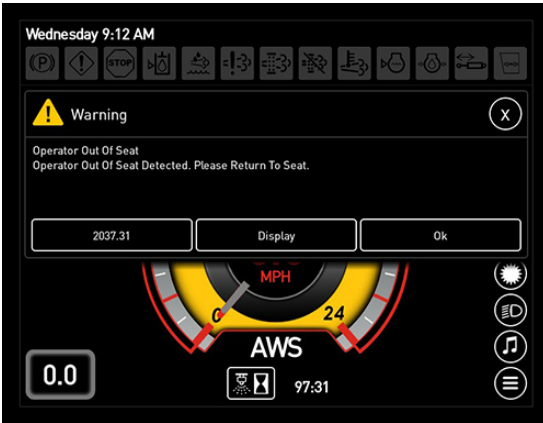 Wednesday 9:12 AM
(P) STOP
Warning X
Operator Out Of Seat
Operator Out Of Seat Detected. Please Return To Seat.
2037.31 Display Ok
MPH
0 24
AWS
0.0 97:31